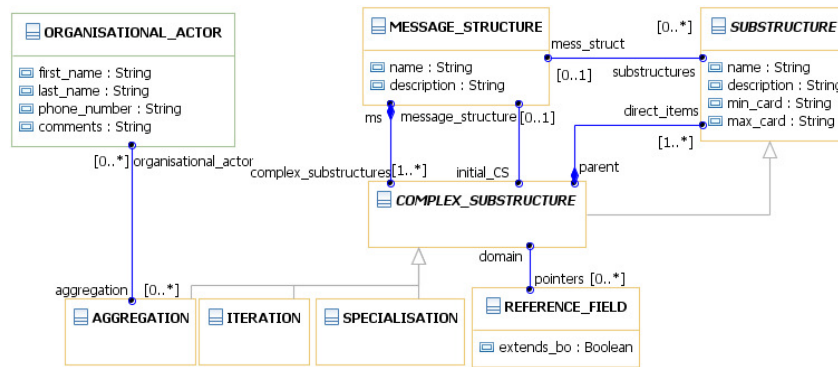 ORGANISATIONAL_ACTOR
first_name : String
last_name : String
phone_number : String
comments : String
MESSAGE_STRUCTURE
name : String
description : String
mess_struct
[0..1]
[0..*]
substructures
SUBSTRUCTURE
name : String
description : String
min_card : String
max_card : String
direct_items
[1..*]
ms
message_structure [0..1]
[0..*] organisational_actor
complex_substructures [1..*]
initial_CS
parent
COMPLEX_SUBSTRUCTURE
domain
pointers [0..*]
aggregation [0..*]
AGGREGATION
ITERATION
SPECIALISATION
REFERENCE_FIELD
extends_bo : Boolean